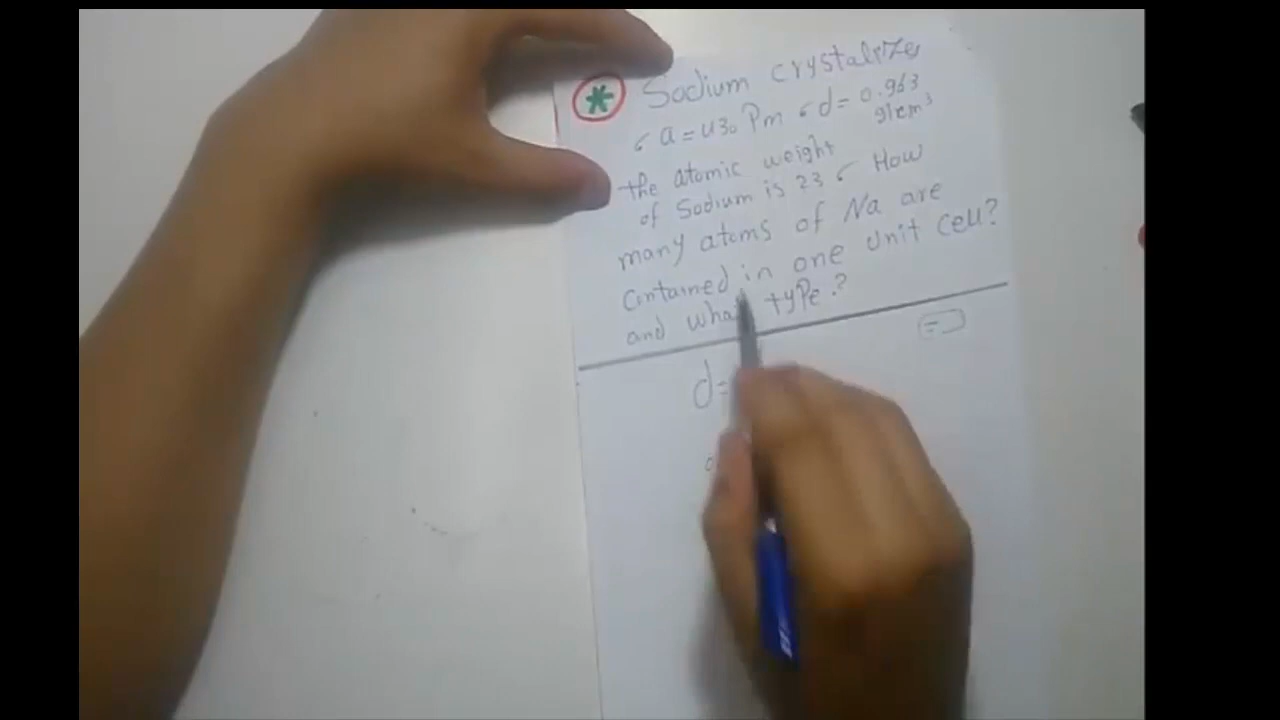 * Sodium crystalizes
, a = 430 Pm , d = 0.963
g/cm³
the atomic weight
of Sodium is 23 , How
many atoms of Na are
contained in one unit cell?
and what type?
d=